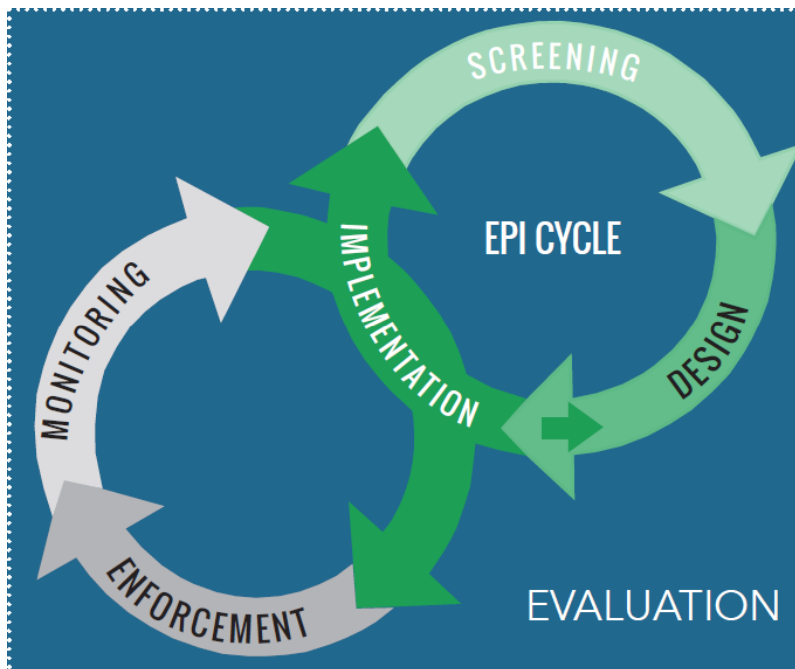 SCREENING
EPI CYCLE
IMPLEMENTATION
MONITORING
DESIGN
ENFORCEMENT
EVALUATION